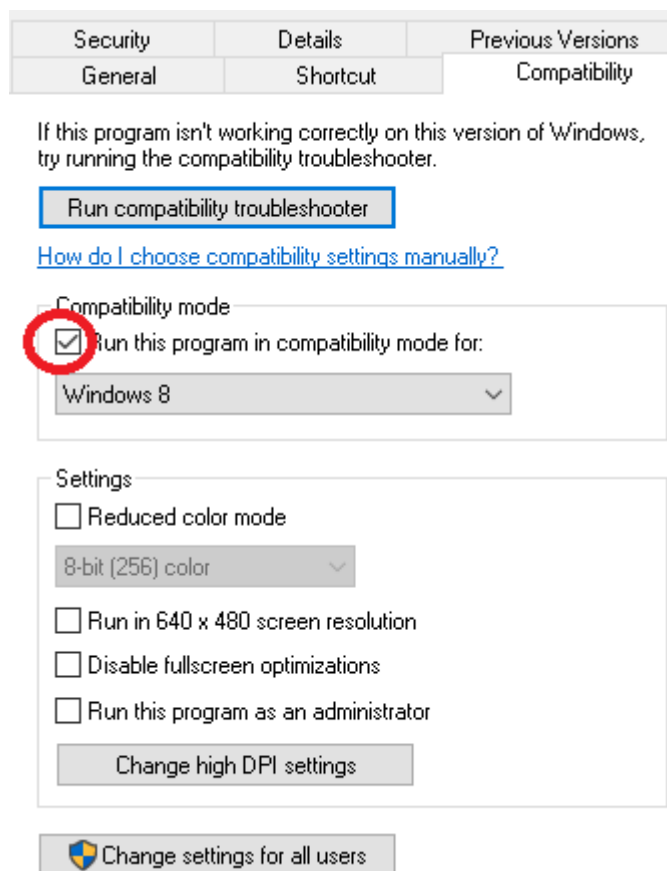 Security Details Previous Versions
General Shortcut Compatibility
If this program isn't working correctly on this version of Windows,
try running the compatibility troubleshooter.
Run compatibility troubleshooter
How do I choose compatibility settings manually?
Compatibility mode
Run this program in compatibility mode for:
Windows 8
Settings
Reduced color mode
8-bit (256) color
Run in 640 x 480 screen resolution
Disable fullscreen optimizations
Run this program as an administrator
Change high DPI settings
Change settings for all users